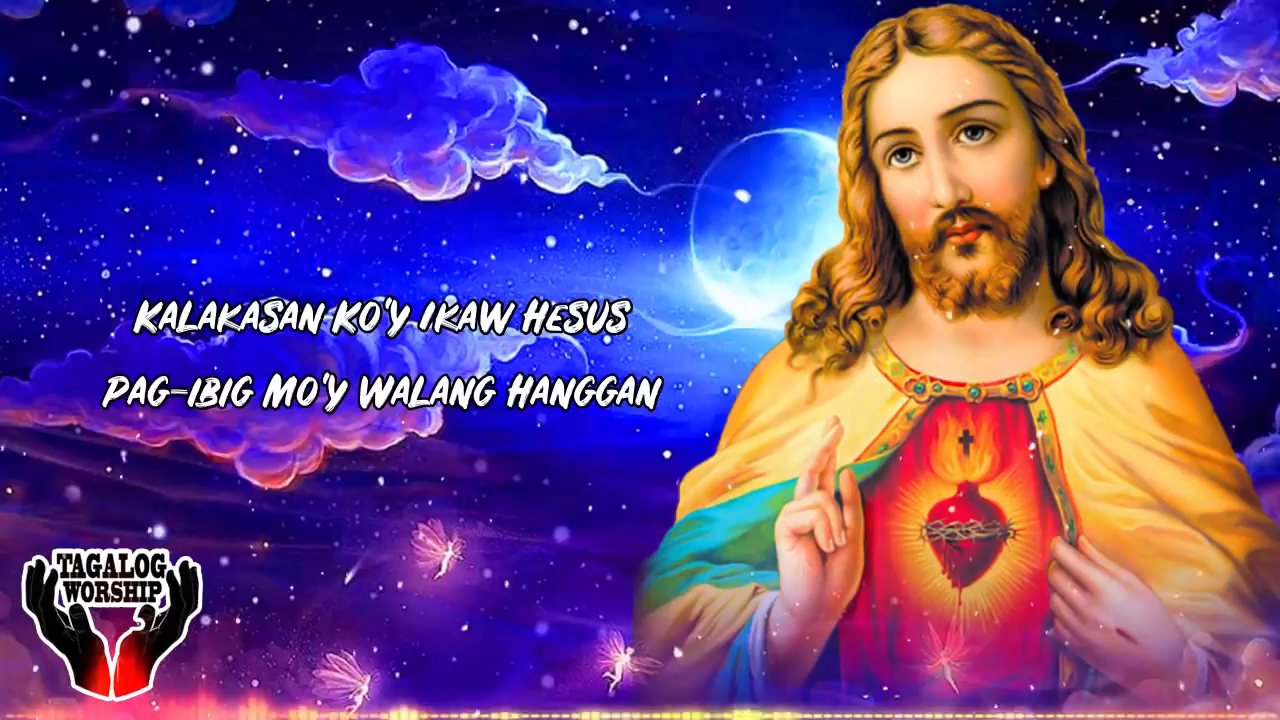 Kalakasan Ko'y Ikaw Hesus
Pag-ibig Mo'y Walang Hanggan
TAGALOG
WORSHIP